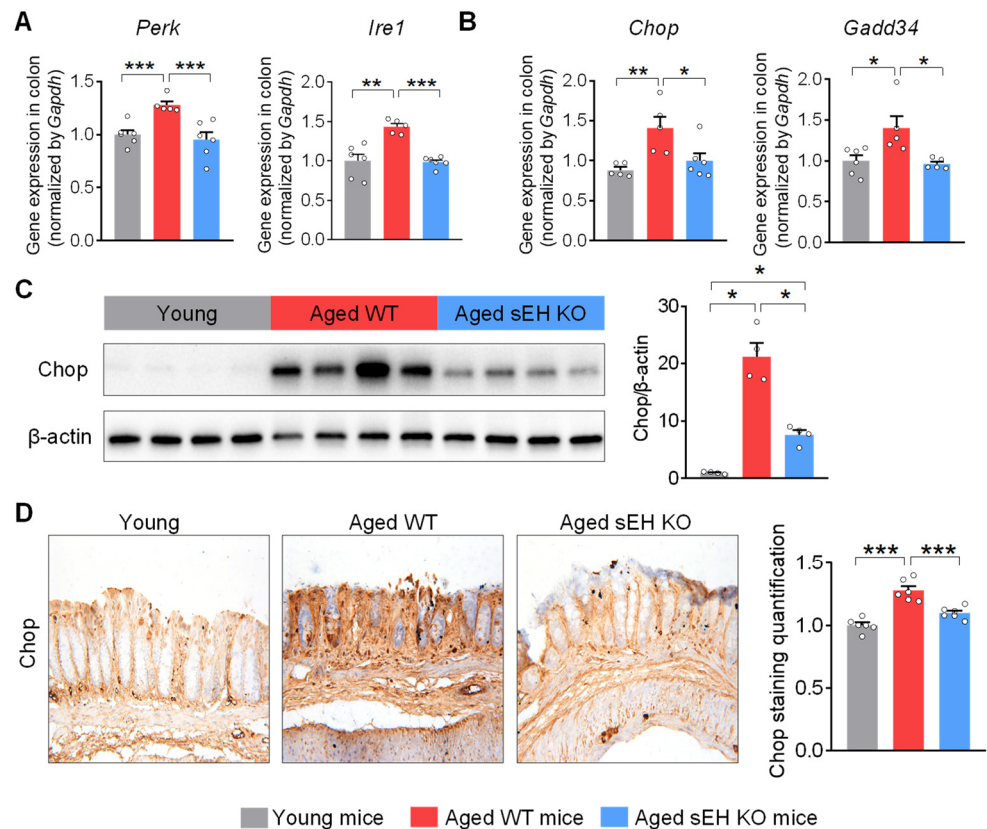 A
Perk
Gene expression in colon
(normalized by Gapdh)
1.5
1.0
0.5
0.0
***
***
Ire1
Gene expression in colon
(normalized by Gapdh)
2.0
1.5
1.0
0.5
0.0
**
***
B
Chop
Gene expression in colon
(normalized by Gapdh)
2.0
1.5
1.0
0.5
0.0
**
*
Gadd34
Gene expression in colon
(normalized by Gapdh)
2.0
1.5
1.0
0.5
0.0
*
*
C
Young
Aged WT
Aged sEH KO
Chop
β-actin
Chop/β-actin
30
20
10
0
*
*
*
D
Young
Aged WT
Aged sEH KO
Chop
Chop staining quantification
1.5
1.0
0.5
0.0
***
***
Young mice
Aged WT mice
Aged sEH KO mice